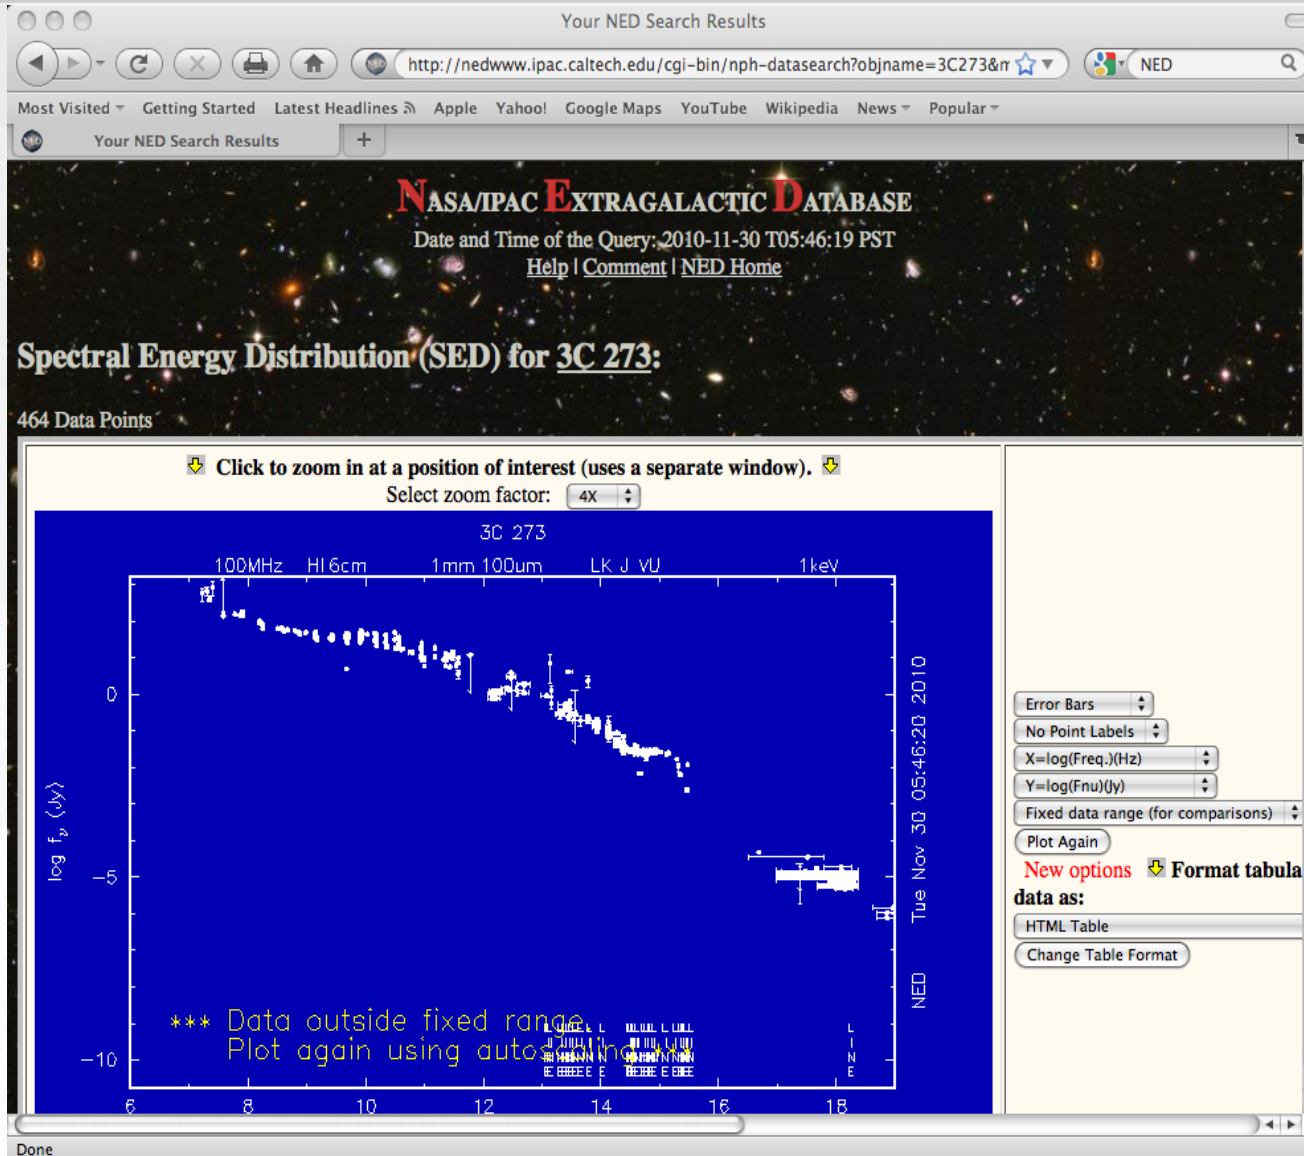 Your NED Search Results
http://nedwww.ipac.caltech.edu/cgi-bin/nph-datasearch?objname=3C273&
NED
Most Visited Getting Started Latest Headlines Apple Yahoo! Google Maps YouTube Wikipedia News Popular
Your NED Search Results +
NASA/IPAC EXTRAGALACTIC DATABASE
Date and Time of the Query: 2010-11-30 T05:46:19 PST
Help | Comment | NED Home
Spectral Energy Distribution (SED) for 3C 273:
464 Data Points
Click to zoom in at a position of interest (uses a separate window).
Select zoom factor: 4X
3C 273
100MHz HI 6cm 1mm 100um LK J VU 1keV
0
-5
-10
log fν (Jy)
*** Data outside fixed range.
Plot again using autoscaling ***
LINE
6 8 10 12 14 16 18
NED Tue Nov 30 05:46:20 2010
Error Bars
No Point Labels
X=log(Freq.)(Hz)
Y=log(Fnu)(Jy)
Fixed data range (for comparisons)
Plot Again
New options Format tabula
data as:
HTML Table
Change Table Format
Done